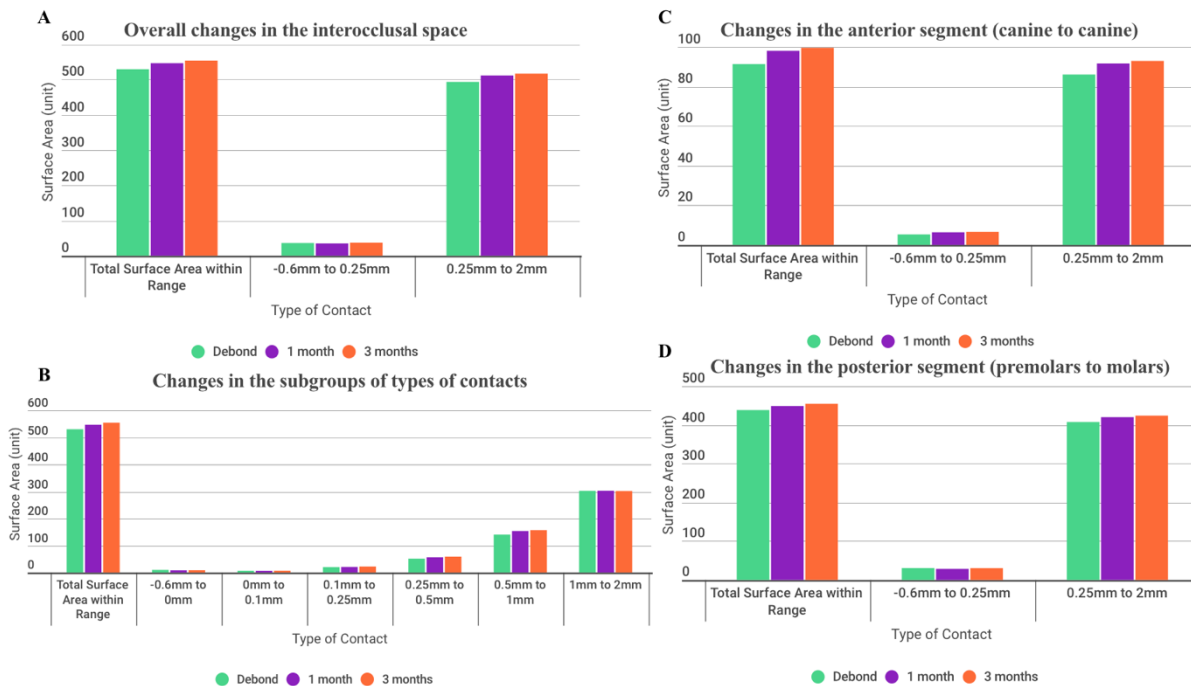 A
Overall changes in the interocclusal space
600
500
400
300
200
100
0
Surface Area (unit)
Total Surface Area within
Range
-0.6mm to 0.25mm
0.25mm to 2mm
Type of Contact
Debond 1 month 3 months
B
Changes in the subgroups of types of contacts
600
500
400
300
200
100
0
Surface Area (unit)
Total Surface
Area within
Range
-0.6mm to
0mm
0mm to
0.1mm
0.1mm to
0.25mm
0.25mm to
0.5mm
0.5mm to
1mm
1mm to 2mm
Type of Contact
Debond 1 month 3 months
C
Changes in the anterior segment (canine to canine)
100
80
60
40
20
0
Surface Area (unit)
Total Surface Area within
Range
-0.6mm to 0.25mm
0.25mm to 2mm
Type of Contact
Debond 1 month 3 months
D
Changes in the posterior segment (premolars to molars)
500
400
300
200
100
0
Surface Area (unit)
Total Surface Area within
Range
-0.6mm to 0.25mm
0.25mm to 2mm
Type of Contact
Debond 1 month 3 months